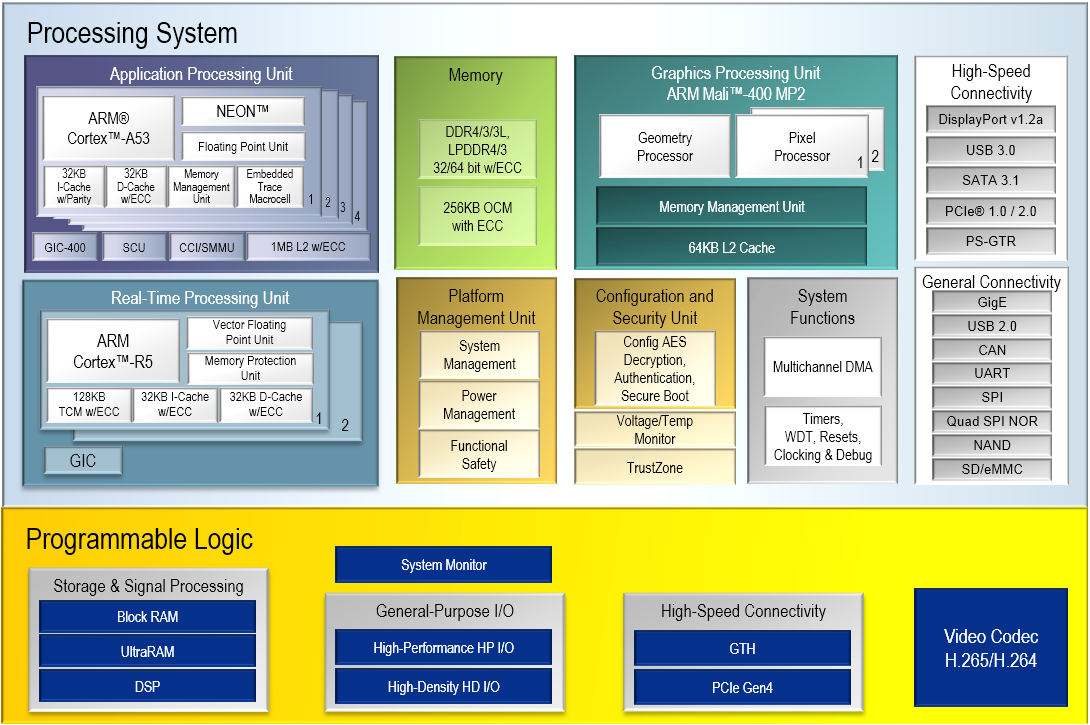 Processing System
Application Processing Unit
ARM®
Cortex™-A53
NEON™
Floating Point Unit
32KB
I-Cache
w/Parity
32KB
D-Cache
w/ECC
Memory
Management
Unit
Embedded
Trace
Macrocell
1
2
3
4
GIC-400
SCU
CCI/SMMU
1MB L2 w/ECC
Memory
DDR4/3/3L,
LPDDR4/3
32/64 bit w/ECC
256KB OCM
with ECC
Graphics Processing Unit
ARM Mali™-400 MP2
Geometry
Processor
Pixel
Processor
1
2
Memory Management Unit
64KB L2 Cache
High-Speed
Connectivity
DisplayPort v1.2a
USB 3.0
SATA 3.1
PCIe® 1.0 / 2.0
PS-GTR
Real-Time Processing Unit
ARM
Cortex™-R5
Vector Floating
Point Unit
Memory Protection
Unit
128KB
TCM w/ECC
32KB I-Cache
w/ECC
32KB D-Cache
w/ECC
1
2
GIC
Platform
Management Unit
System
Management
Power
Management
Functional
Safety
Configuration and
Security Unit
Config AES
Decryption,
Authentication,
Secure Boot
Voltage/Temp
Monitor
TrustZone
System
Functions
Multichannel DMA
Timers,
WDT, Resets,
Clocking & Debug
General Connectivity
GigE
USB 2.0
CAN
UART
SPI
Quad SPI NOR
NAND
SD/eMMC
Programmable Logic
Storage & Signal Processing
Block RAM
UltraRAM
DSP
System Monitor
General-Purpose I/O
High-Performance HP I/O
High-Density HD I/O
High-Speed Connectivity
GTH
PCIe Gen4
Video Codec
H.265/H.264